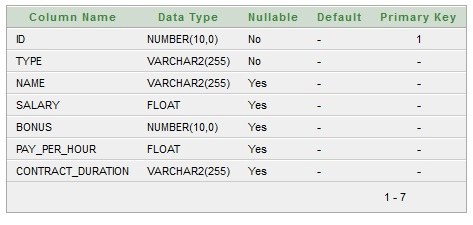 Column Name Data Type Nullable Default Primary Key
ID NUMBER(10,0) No - 1
TYPE VARCHAR2(255) No - -
NAME VARCHAR2(255) Yes - -
SALARY FLOAT Yes - -
BONUS NUMBER(10,0) Yes - -
PAY_PER_HOUR FLOAT Yes - -
CONTRACT_DURATION VARCHAR2(255) Yes - -
1 - 7